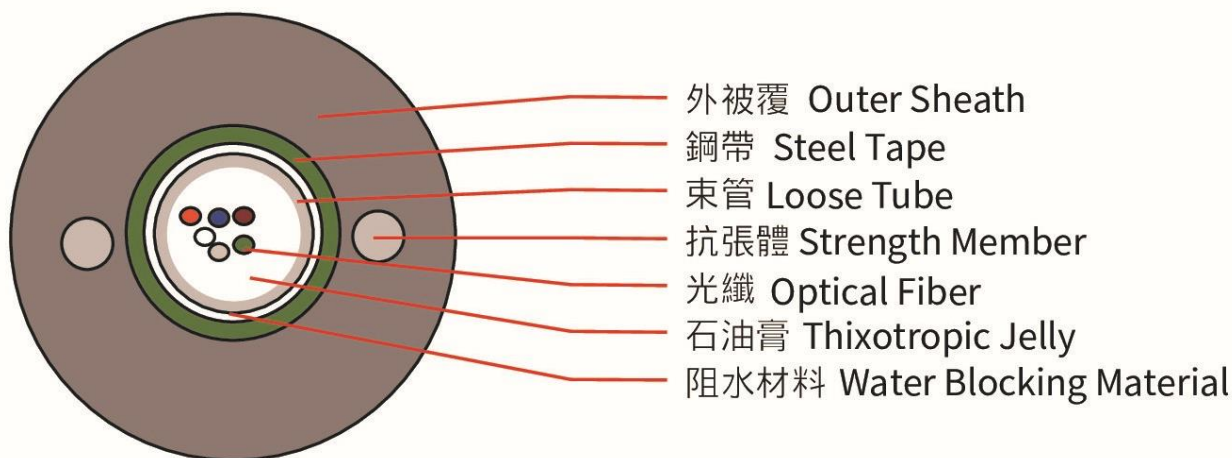 外被覆 Outer Sheath
鋼帶 Steel Tape
束管 Loose Tube
抗張體 Strength Member
光纖 Optical Fiber
石油膏 Thixotropic Jelly
阻水材料 Water Blocking Material